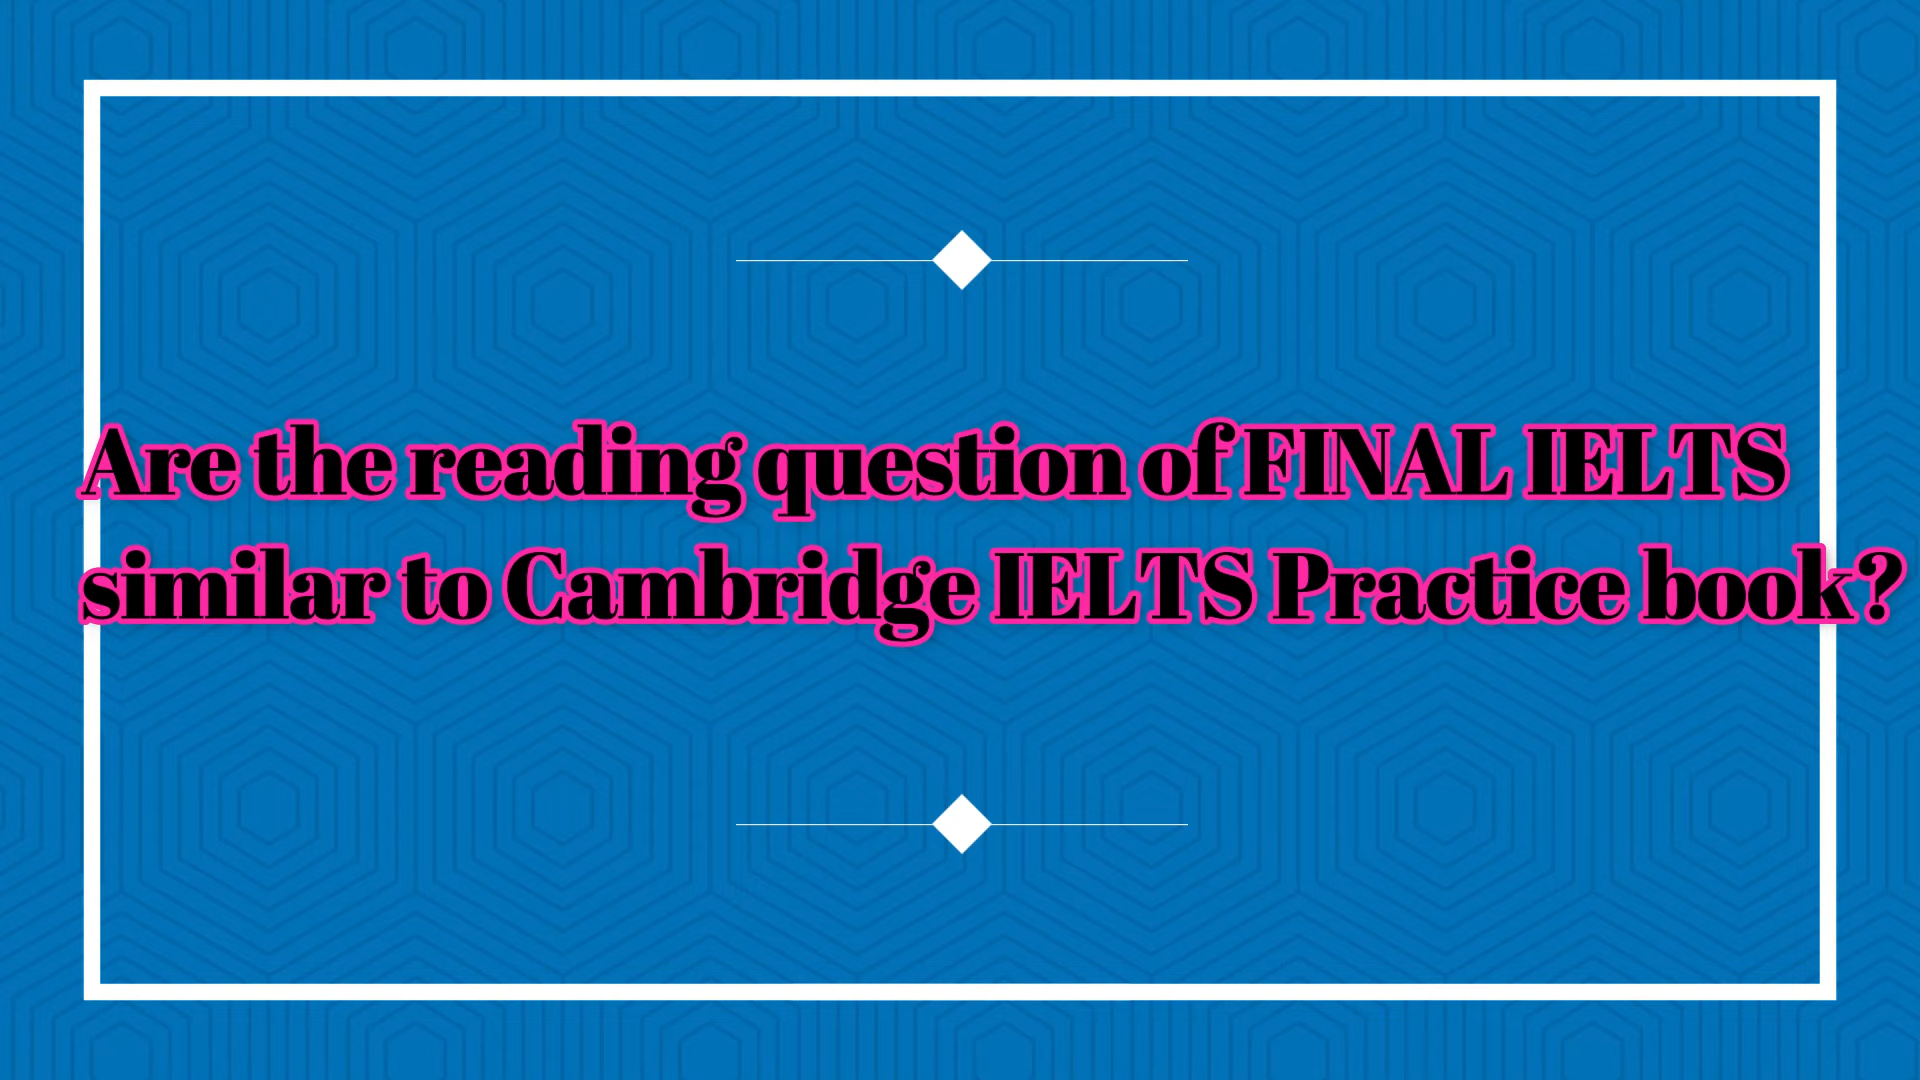 Are the reading question of FINAL IELTS
similar to Cambridge IELTS Practice book?